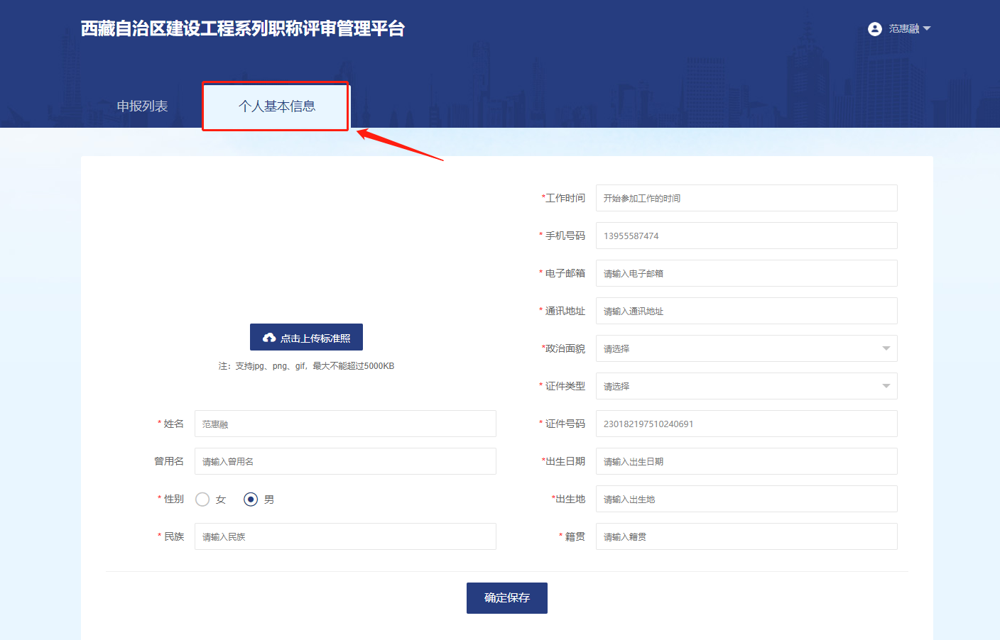 西藏自治区建设工程系列职称评审管理平台
范惠融
申报列表
个人基本信息
*工作时间 开始参加工作的时间
* 手机号码 13955587474
* 电子邮箱 请输入电子邮箱
* 通讯地址 请输入通讯地址
*政治面貌 请选择
* 证件类型 请选择
* 证件号码 230182197510240691
*出生日期 请输入出生日期
*出生地 请输入出生地
* 籍贯 请输入籍贯
点击上传标准照
注：支持jpg、png、gif，最大不能超过5000KB
* 姓名 范惠融
曾用名 请输入曾用名
* 性别 女 男
* 民族 请输入民族
确定保存